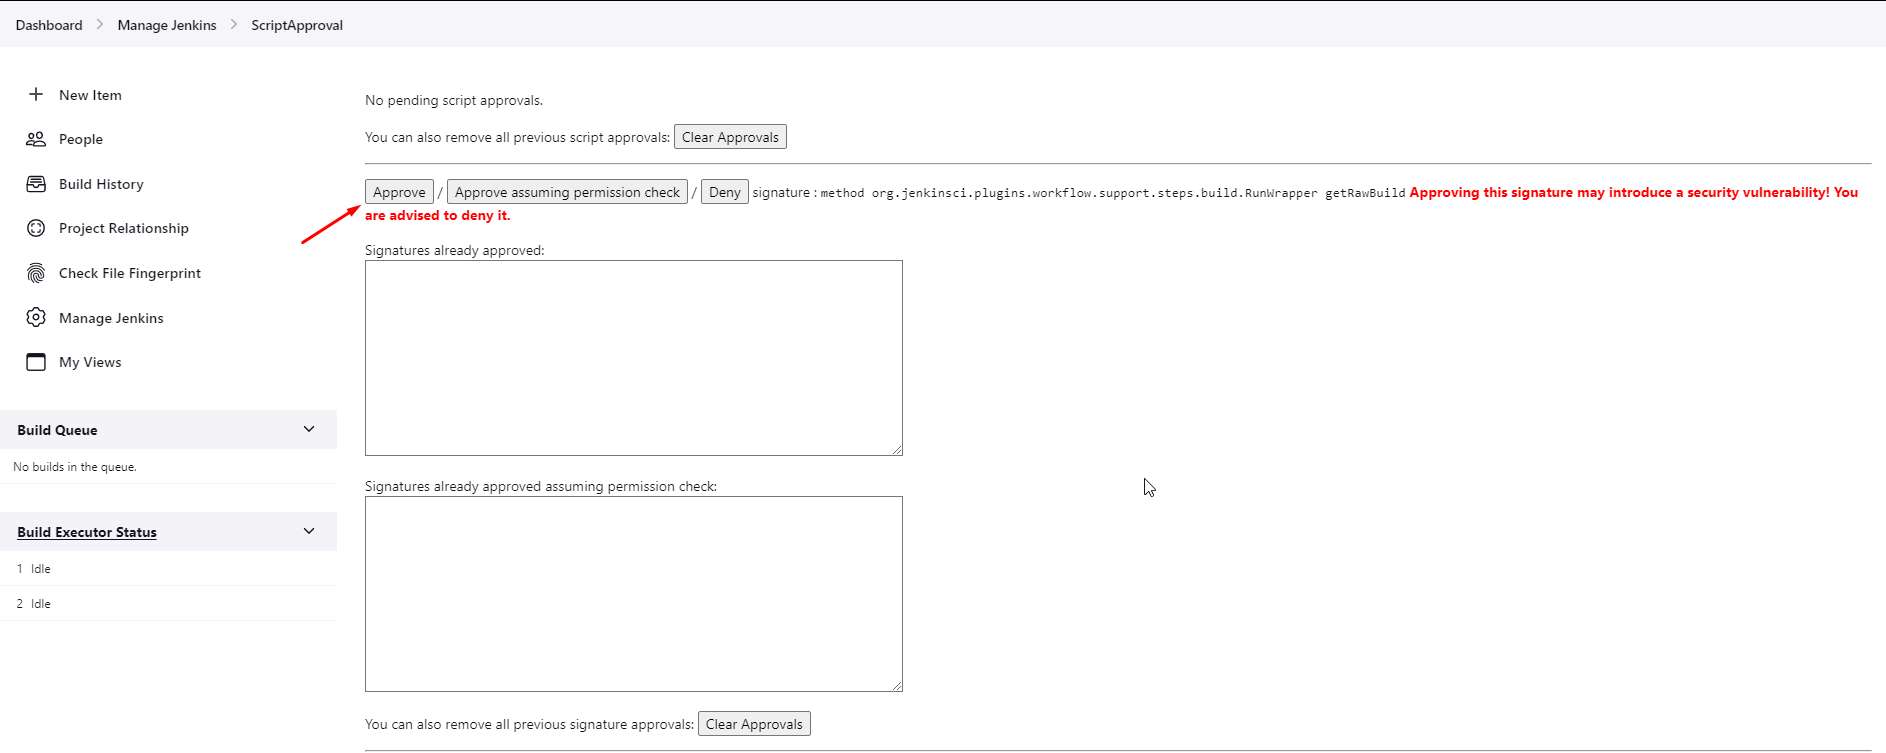 Dashboard > Manage Jenkins > ScriptApproval
New Item
People
Build History
Project Relationship
Check File Fingerprint
Manage Jenkins
My Views
Build Queue
No builds in the queue.
Build Executor Status
1 Idle
2 Idle
No pending script approvals.
You can also remove all previous script approvals: Clear Approvals
Approve / Approve assuming permission check / Deny signature : method org.jenkinsci.plugins.workflow.support.steps.build.RunWrapper getRawBuild Approving this signature may introduce a security vulnerability! You
are advised to deny it.
Signatures already approved:
Signatures already approved assuming permission check:
You can also remove all previous signature approvals: Clear Approvals